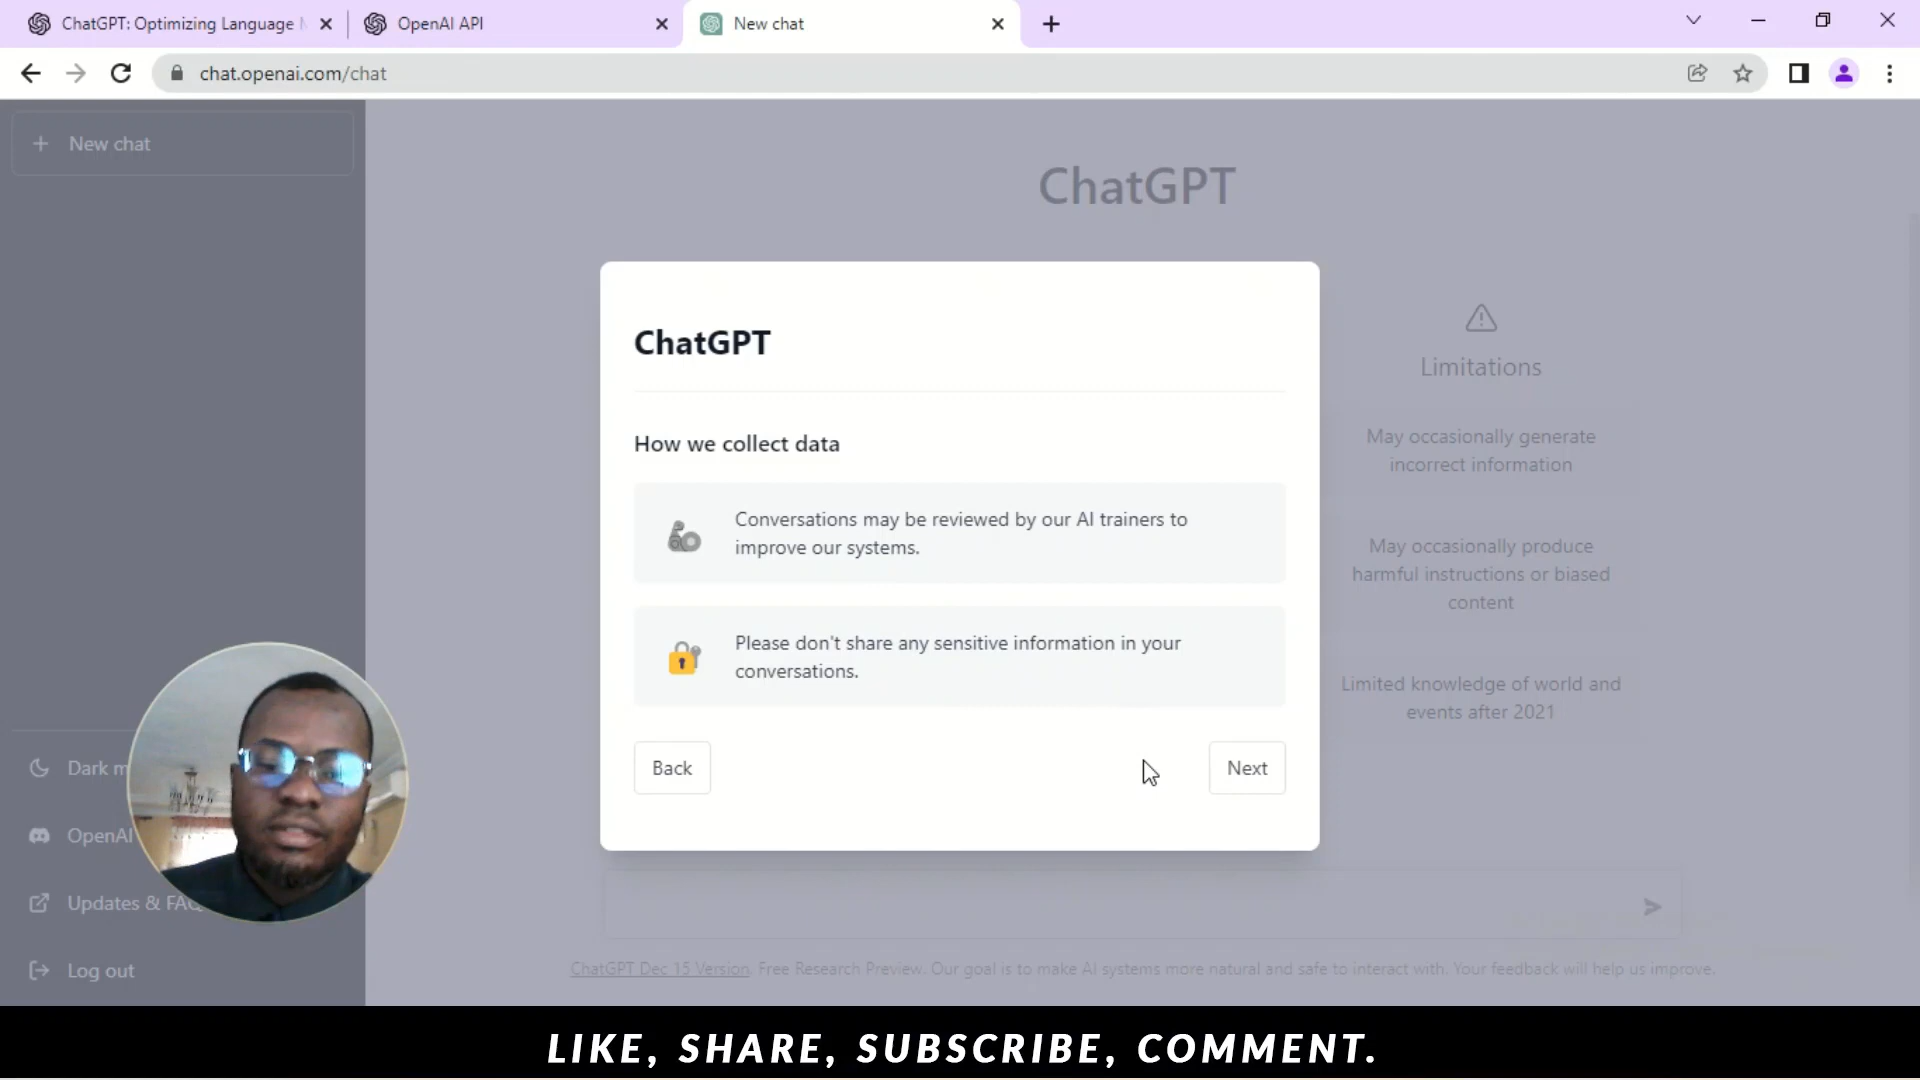 ChatGPT: Optimizing Language
OpenAI API
New chat
chat.openai.com/chat
New chat
ChatGPT
ChatGPT
How we collect data
Conversations may be reviewed by our AI trainers to
improve our systems.
Please don't share any sensitive information in your
conversations.
Back
Next
Limitations
May occasionally generate
incorrect information
May occasionally produce
harmful instructions or biased
content
Limited knowledge of world and
events after 2021
Dark m
OpenAI
Updates & FAQ
Log out
ChatGPT Dec 15 Version. Free Research Preview. Our goal is to make AI systems more natural and safe to interact with. Your feedback will help us improve.
LIKE, SHARE, SUBSCRIBE, COMMENT.